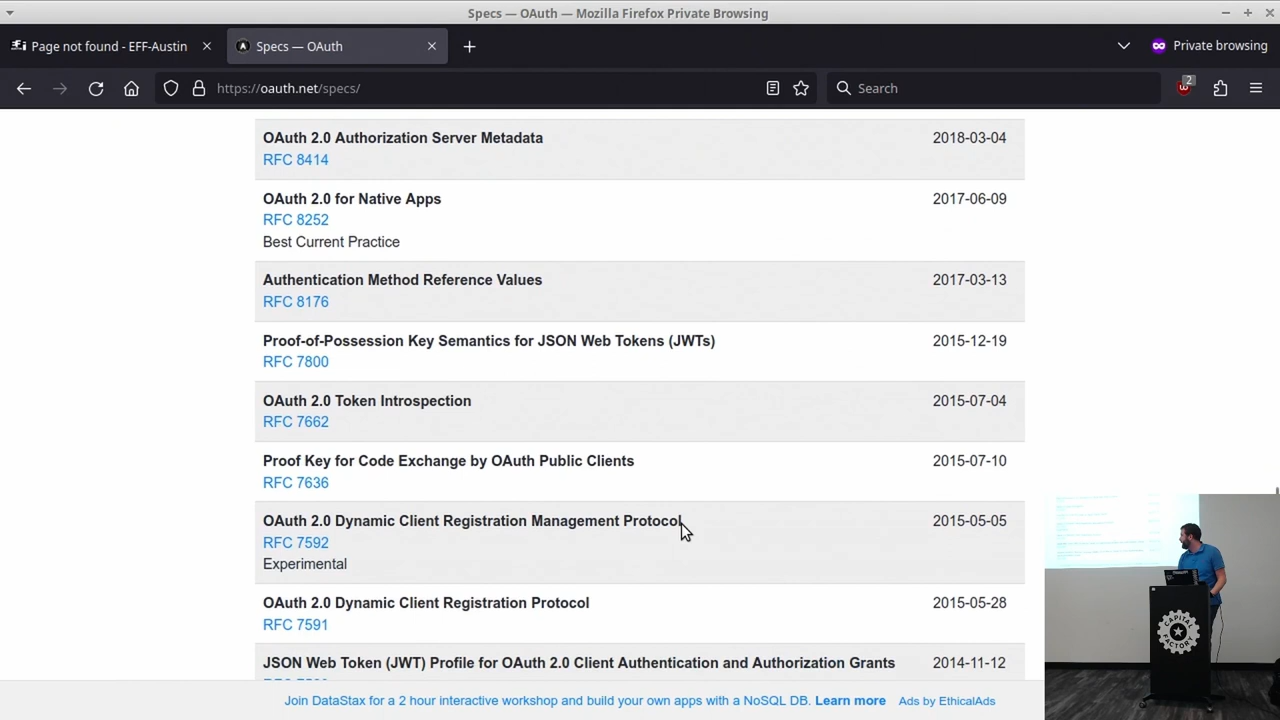 Specs — OAuth — Mozilla Firefox Private Browsing
Page not found - EFF-Austin
Specs — OAuth
Private browsing
https://oauth.net/specs/
Search
2
OAuth 2.0 Authorization Server Metadata 2018-03-04
RFC 8414
OAuth 2.0 for Native Apps 2017-06-09
RFC 8252
Best Current Practice
Authentication Method Reference Values 2017-03-13
RFC 8176
Proof-of-Possession Key Semantics for JSON Web Tokens (JWTs) 2015-12-19
RFC 7800
OAuth 2.0 Token Introspection 2015-07-04
RFC 7662
Proof Key for Code Exchange by OAuth Public Clients 2015-07-10
RFC 7636
OAuth 2.0 Dynamic Client Registration Management Protocol 2015-05-05
RFC 7592
Experimental
OAuth 2.0 Dynamic Client Registration Protocol 2015-05-28
RFC 7591
JSON Web Token (JWT) Profile for OAuth 2.0 Client Authentication and Authorization Grants 2014-11-12
Join DataStax for a 2 hour interactive workshop and build your own apps with a NoSQL DB. Learn more Ads by EthicalAds
CAPITAL
FACTORY